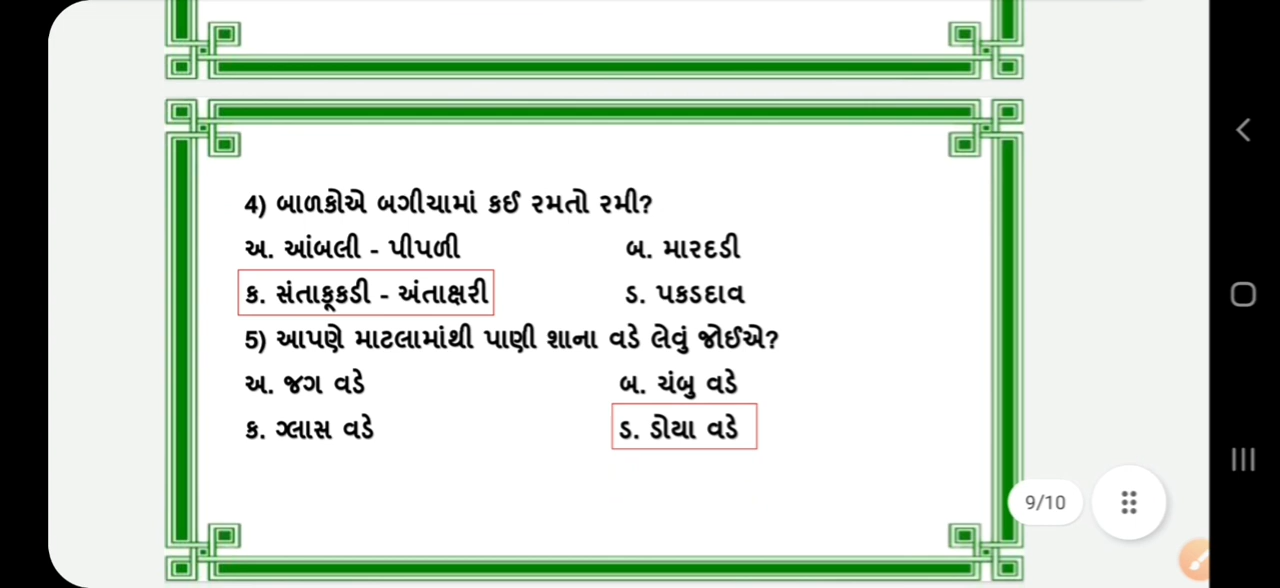 4) બાળકોએ બગીચામાં કઈ રમતો રમી?
અ. આંબલી - પીપળી બ. મારદડી
ક. સંતાકૂકડી - અંતાક્ષરી ડ. પકડદાવ
5) આપણે માટલામાંથી પાણી શાના વડે લેવું જોઈએ?
અ. જગ વડે બ. ચંબુ વડે
ક. ગ્લાસ વડે ડ. ડોયા વડે
9/10